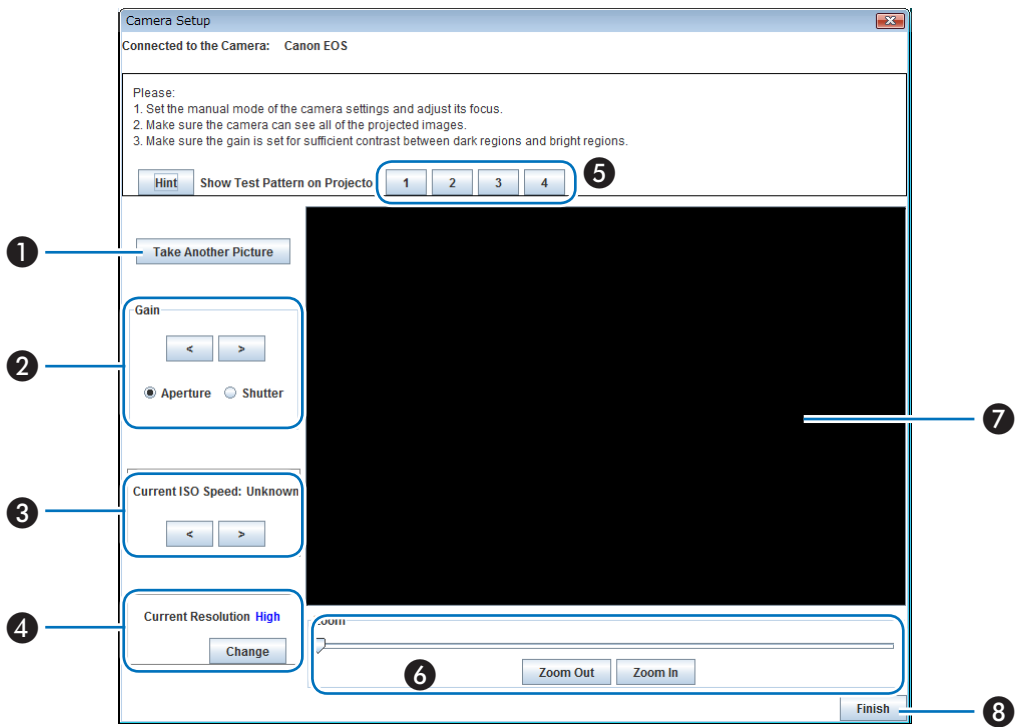 Camera Setup
Connected to the Camera: Canon EOS
Please:
1. Set the manual mode of the camera settings and adjust its focus.
2. Make sure the camera can see all of the projected images.
3. Make sure the gain is set for sufficient contrast between dark regions and bright regions.
Hint Show Test Pattern on Projecto 1 2 3 4 5
1 Take Another Picture
Gain
< >
2
Aperture Shutter
7
Current ISO Speed: Unknown
3
< >
Current Resolution High
4
Change
Zoom
6 Zoom Out Zoom In
Finish 8